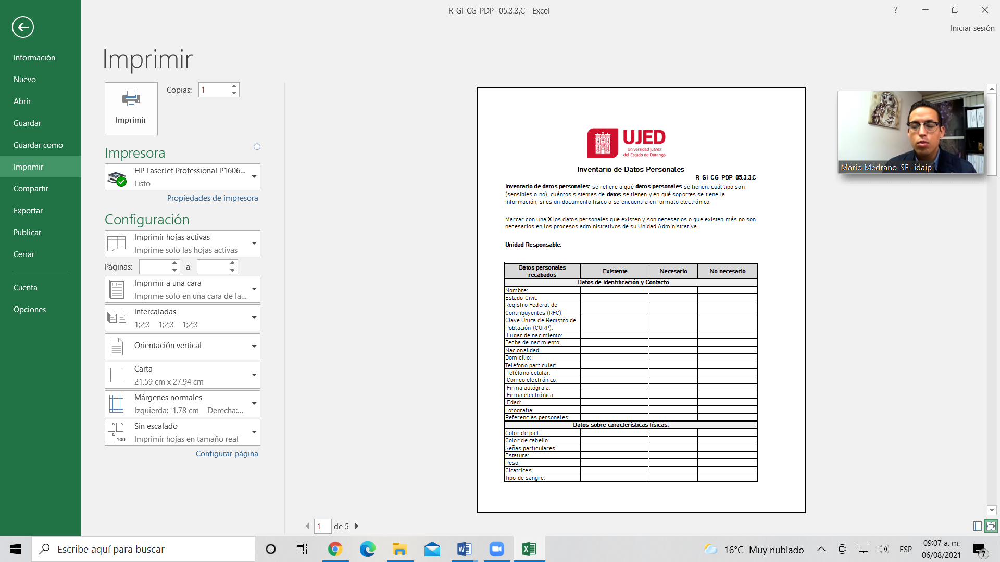 R-GI-CG-PDP -05.3.3,C - Excel
?
Iniciar sesión
Información
Nuevo
Abrir
Guardar
Guardar como
Imprimir
Compartir
Exportar
Publicar
Cerrar
Cuenta
Opciones
Imprimir
Imprimir
Copias: 1
Impresora
HP LaserJet Professional P1606...
Listo
Propiedades de impresora
Configuración
Imprimir hojas activas
Imprime solo las hojas activas
Páginas: a
Imprimir a una cara
Imprime solo en una cara de la...
Intercaladas
1;2;3 1;2;3 1;2;3
Orientación vertical
Carta
21.59 cm x 27.94 cm
Márgenes normales
Izquierda: 1.78 cm Derecha:...
Sin escalado
100
Imprimir hojas en tamaño real
Configurar página
UJED
Universidad Juárez
del Estado de Durango
Inventario de Datos Personales
R-GI-CG-PDP-05.3.3,C
Inventario de datos personales: se refiere a qué datos personales se tienen, cuál tipo son
(sensibles o no), cuántos sistemas de datos se tienen y en qué soportes se tiene la
información, si es un documento físico o se encuentra en formato electrónico.
Marcar con una X los datos personales que existen y son necesarios o que existen más no son
necesarios en los procesos administrativos de su Unidad Administrativa.
Unidad Responsable:
Datos personales
recabados
Existente
Necesario
No necesario
Datos de Identificación y Contacto
Nombre:
Estado Civil:
Registro Federal de
Contribuyentes (RFC):
Clave Única de Registro de
Población (CURP):
Lugar de nacimiento:
Fecha de nacimiento:
Nacionalidad:
Domicilio:
Teléfono particular:
Teléfono celular:
Correo electrónico:
Firma autógrafa:
Firma electrónica:
Edad:
Fotografía:
Referencias personales:
Datos sobre características físicas.
Color de piel:
Color de cabello:
Señas particulares:
Estatura:
Peso:
Cicatrices:
Tipo de sangre:
Mario Medrano-SE- idaip
1 de 5
Escribe aquí para buscar
16°C Muy nublado
ESP
09:07 a. m.
06/08/2021
7